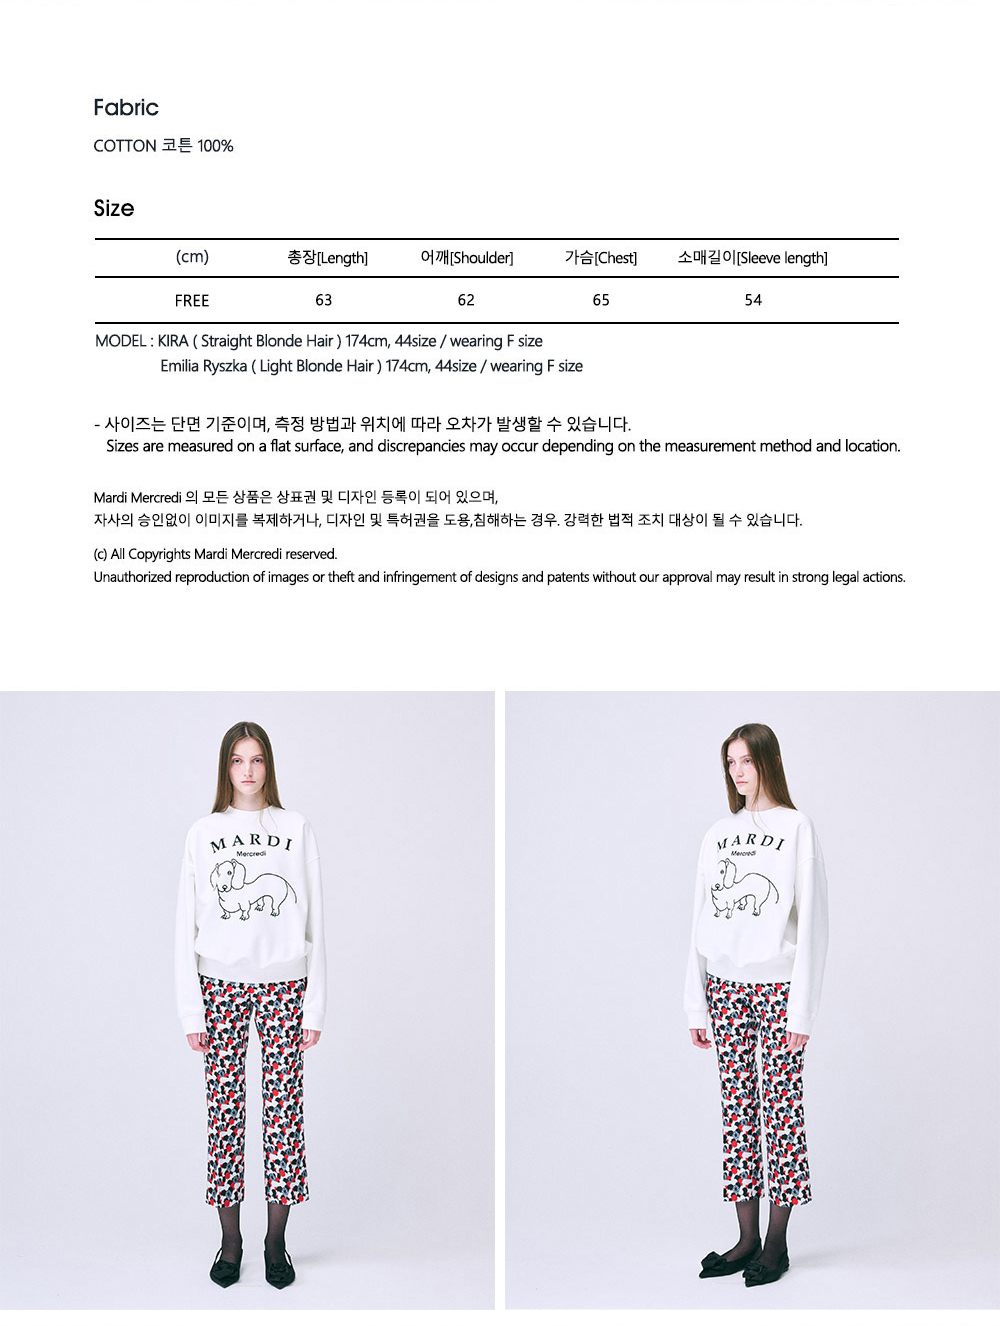 Fabric
COTTON 코튼 100%
Size
(cm) 총장[Length] 어깨[Shoulder] 가슴[Chest] 소매길이[Sleeve length]
FREE 63 62 65 54
MODEL : KIRA ( Straight Blonde Hair ) 174cm, 44size / wearing F size
Emilia Ryszka ( Light Blonde Hair ) 174cm, 44size / wearing F size
- 사이즈는 단면 기준이며, 측정 방법과 위치에 따라 오차가 발생할 수 있습니다.
Sizes are measured on a flat surface, and discrepancies may occur depending on the measurement method and location.
Mardi Mercredi 의 모든 상품은 상표권 및 디자인 등록이 되어 있으며,
자사의 승인없이 이미지를 복제하거나, 디자인 및 특허권을 도용,침해하는 경우. 강력한 법적 조치 대상이 될 수 있습니다.
(c) All Copyrights Mardi Mercredi reserved.
Unauthorized reproduction of images or theft and infringement of designs and patents without our approval may result in strong legal actions.
MARDI
Mercredi
MARDI
Mercredi